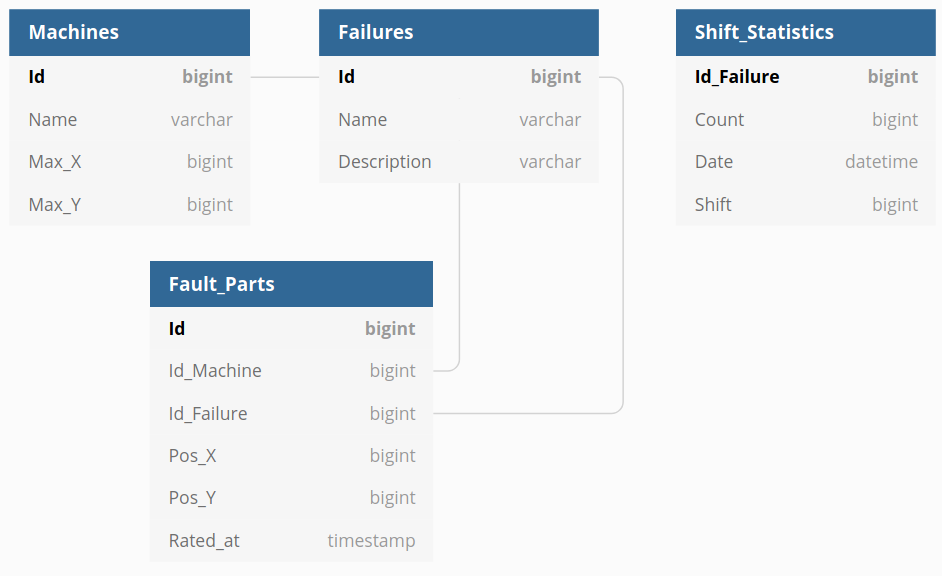 Machines
Id bigint
Name varchar
Max_X bigint
Max_Y bigint
Failures
Id bigint
Name varchar
Description varchar
Shift_Statistics
Id_Failure bigint
Count bigint
Date datetime
Shift bigint
Fault_Parts
Id bigint
Id_Machine bigint
Id_Failure bigint
Pos_X bigint
Pos_Y bigint
Rated_at timestamp